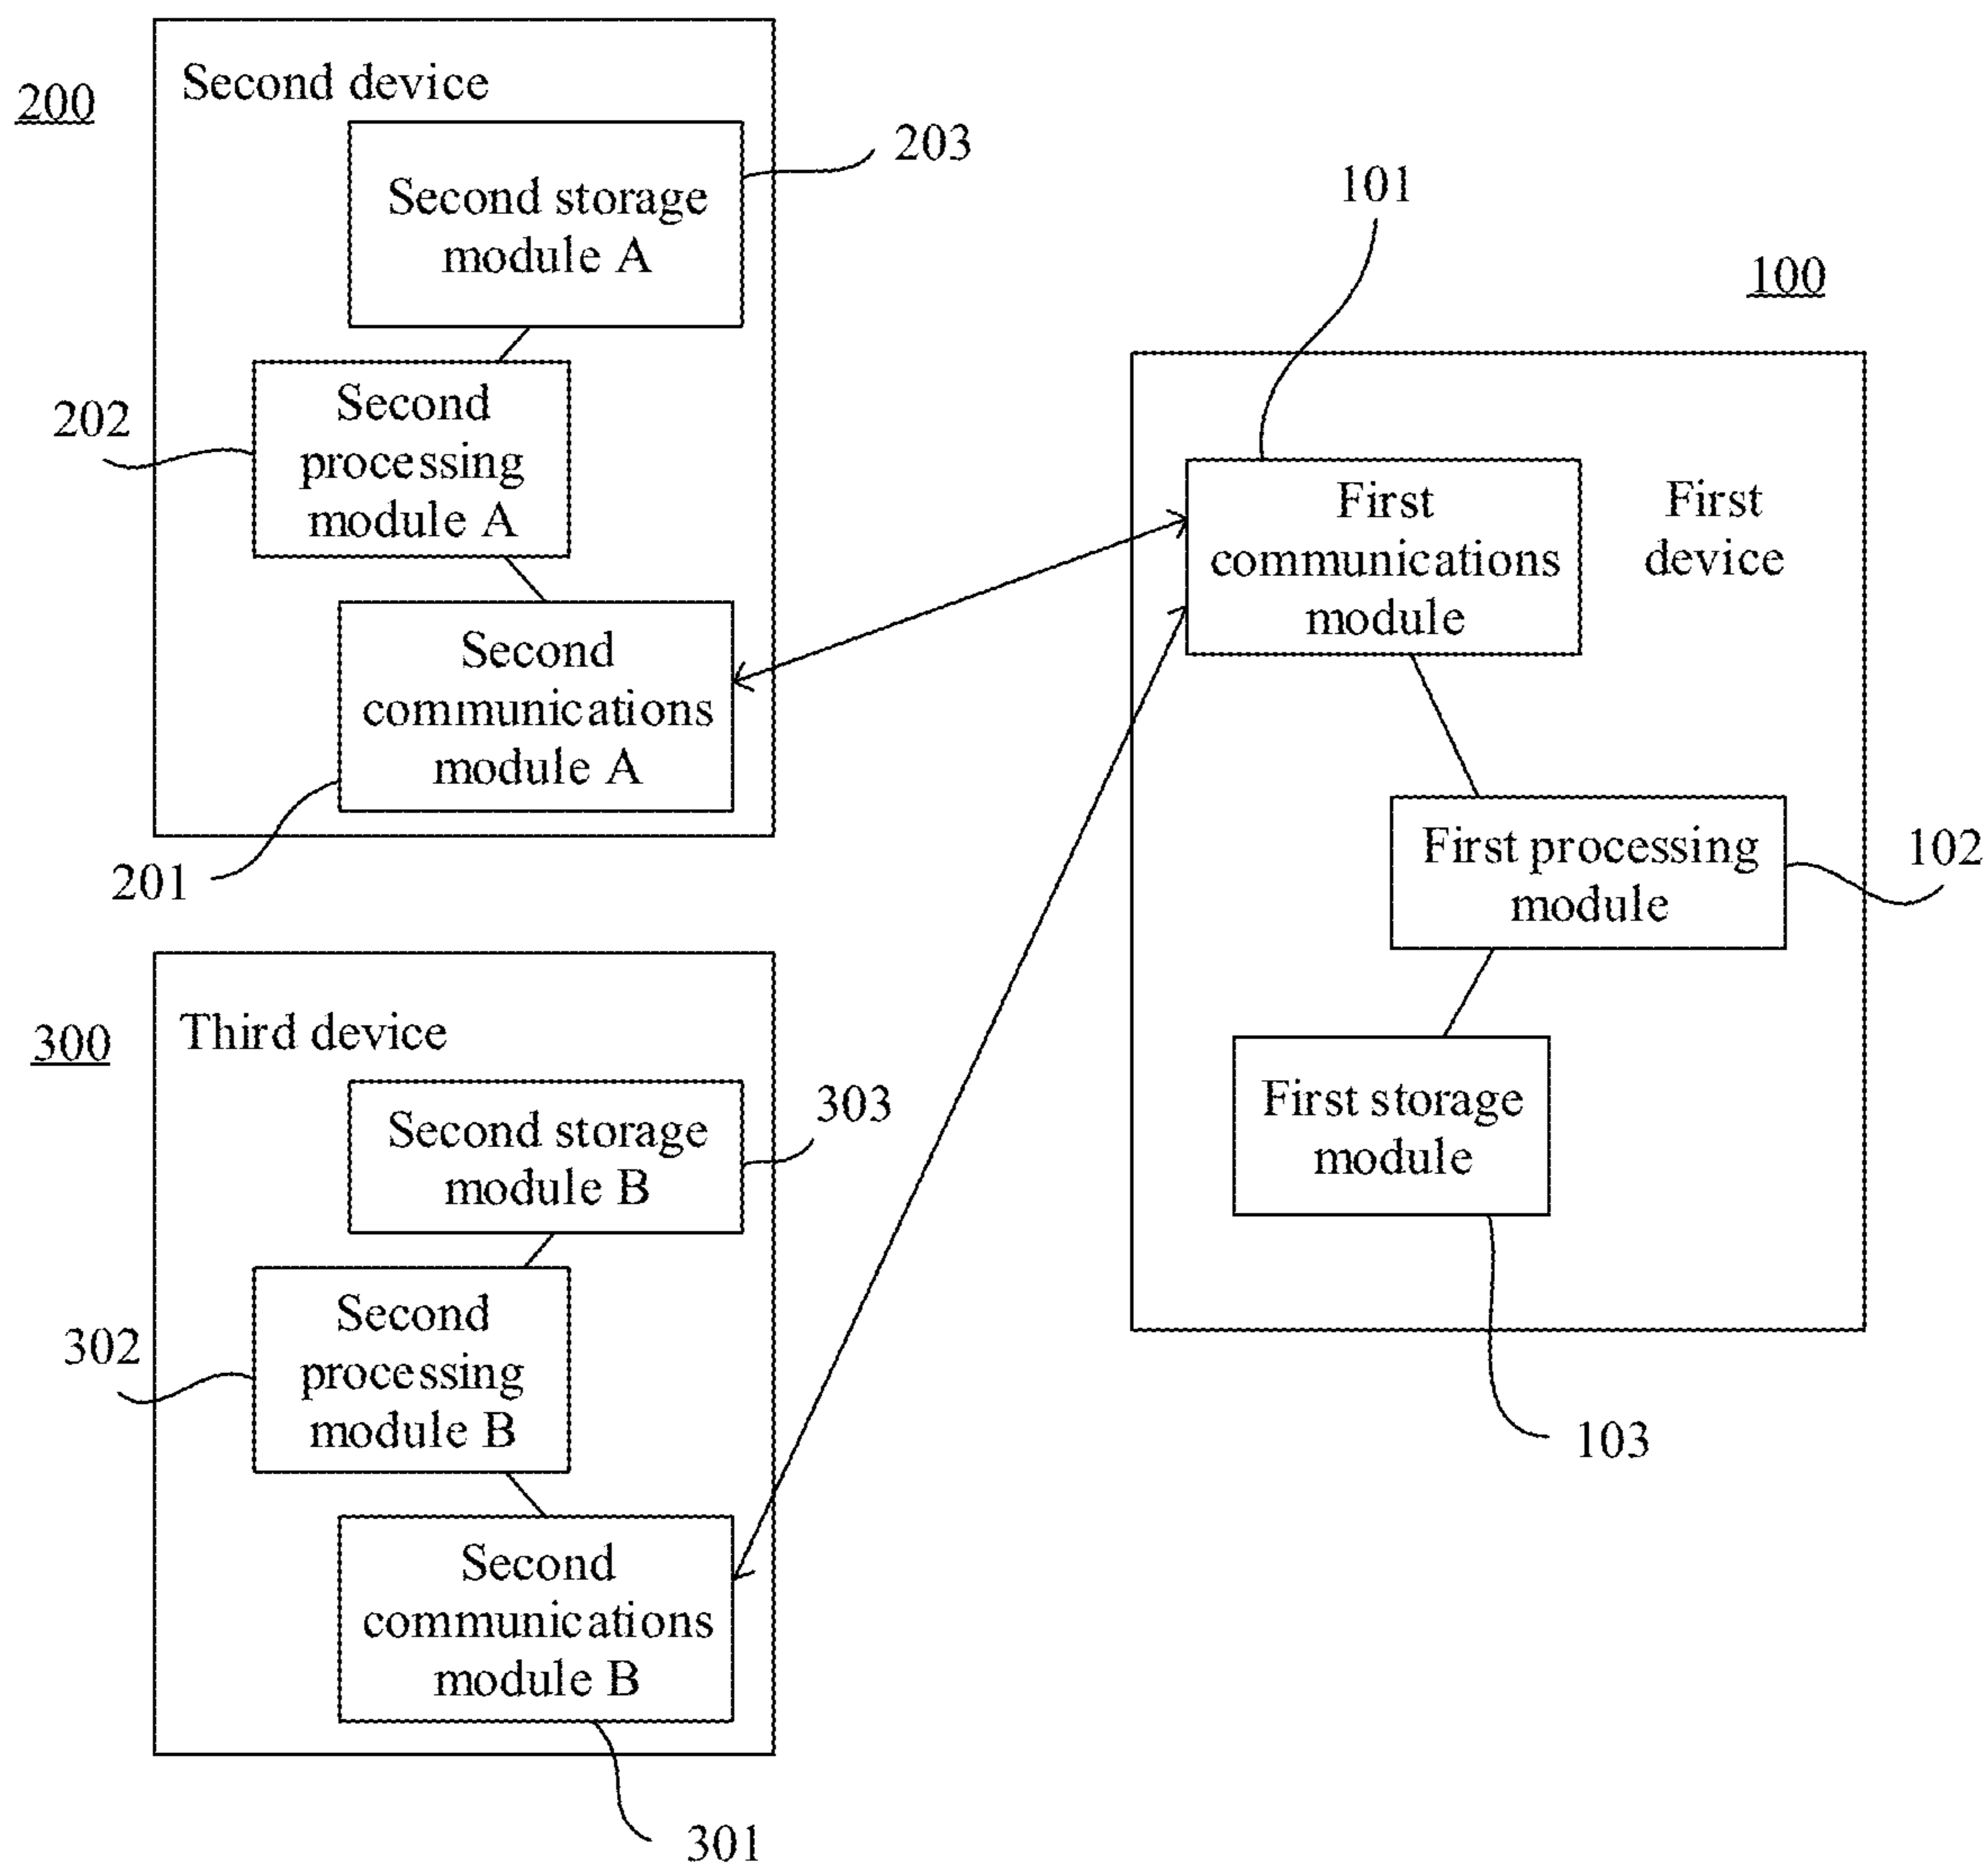 200
Second device
203
Second storage
module A
202
Second
processing
module A
Second
communications
module A
201
101
100
First
communications
module
First
device
First processing
module
102
First storage
module
103
300
Third device
303
Second storage
module B
302
Second
processing
module B
Second
communications
module B
301